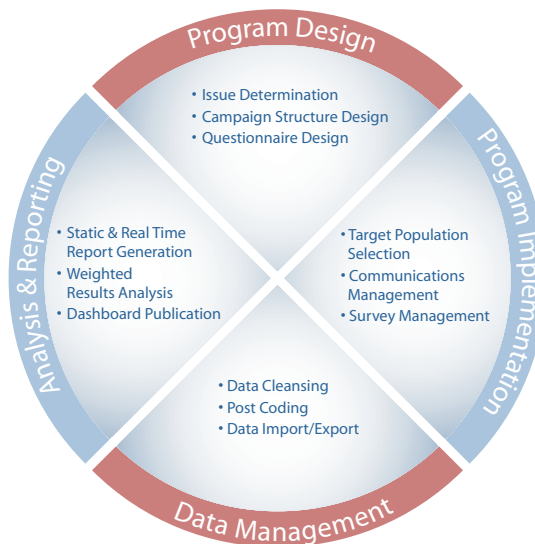 Program Design
• Issue Determination
• Campaign Structure Design
• Questionnaire Design
Program Implementation
• Target Population
Selection
• Communications
Management
• Survey Management
Data Management
• Data Cleansing
• Post Coding
• Data Import/Export
Analysis & Reporting
• Static & Real Time
Report Generation
• Weighted
Results Analysis
• Dashboard Publication